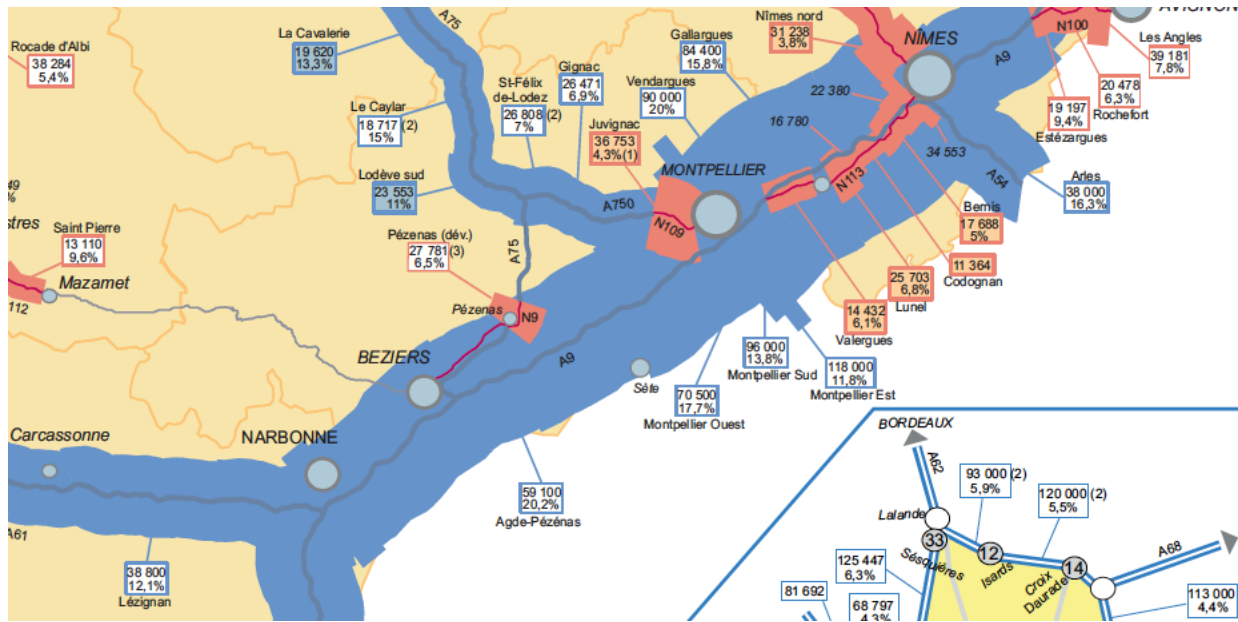 A75
La Cavalerie
19 620
13,3%
Nîmes nord
31 238
3,8%
Gallargues
84 400
15,8%
NÎMES
N100
Les Angles
39 181
7,8%
A9
Rocade d'Albi
38 284
5,4%
Gignac
26 471
6,9%
Vendargues
90 000
20%
22 380
20 478
6,3%
Rochefort
St-Félix
de-Lodez
26 808 (2)
7%
Le Caylar
18 717 (2)
15%
19 197
9,4%
Estézargues
16 780
Juvignac
36 753
4,3%(1)
34 553
MONTPELLIER
Lodève sud
23 553
11%
N113
A54
Arles
38 000
16,3%
A750
N109
Bernis
17 688
5%
Saint Pierre
13 110
9,6%
Pézenas (dév.)
27 781(3)
6,5%
A75
11 364
Codognan
25 703
6,8%
Lunel
Mazamet
112
14 432
6,1%
Valergues
Pézenas
N9
BEZIERS
A9
96 000
13,8%
Montpellier Sud
118 000
11,8%
Montpellier Est
Sète
70 500
17,7%
Montpellier Ouest
Carcassonne
NARBONNE
BORDEAUX
A62
93 000 (2)
5,9%
120 000 (2)
5,5%
59 100
20,2%
Agde-Pézénas
Lalande
A61
33
Sésquières
12
Isards
Croix
Daurade
14
A68
38 800
12,1%
Lézignan
125 447
6,3%
81 692
68 797
4,3%
113 000
4,4%